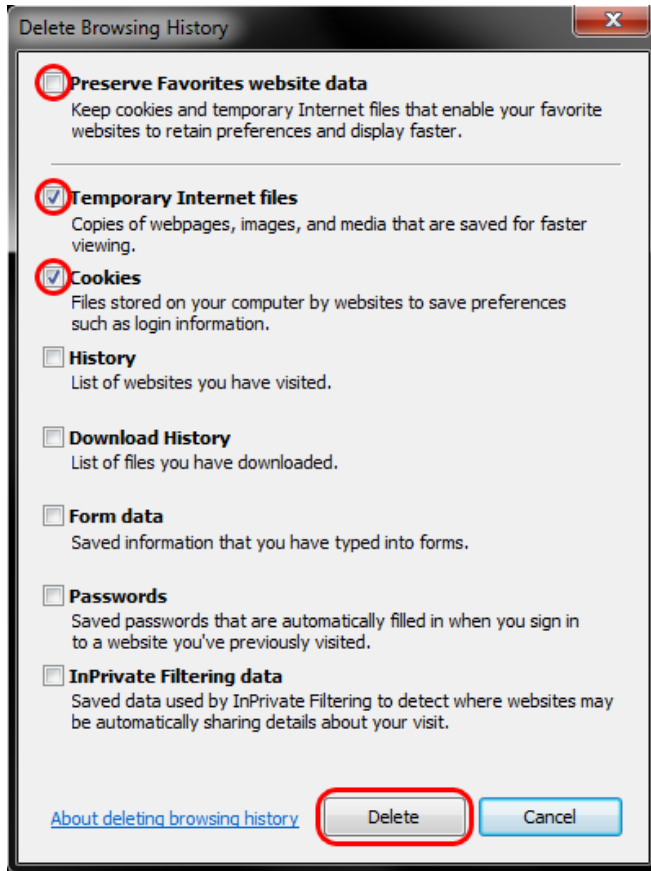 Delete Browsing History
Preserve Favorites website data
Keep cookies and temporary Internet files that enable your favorite
websites to retain preferences and display faster.
Temporary Internet files
Copies of webpages, images, and media that are saved for faster
viewing.
Cookies
Files stored on your computer by websites to save preferences
such as login information.
History
List of websites you have visited.
Download History
List of files you have downloaded.
Form data
Saved information that you have typed into forms.
Passwords
Saved passwords that are automatically filled in when you sign in
to a website you've previously visited.
InPrivate Filtering data
Saved data used by InPrivate Filtering to detect where websites may
be automatically sharing details about your visit.
About deleting browsing history Delete Cancel